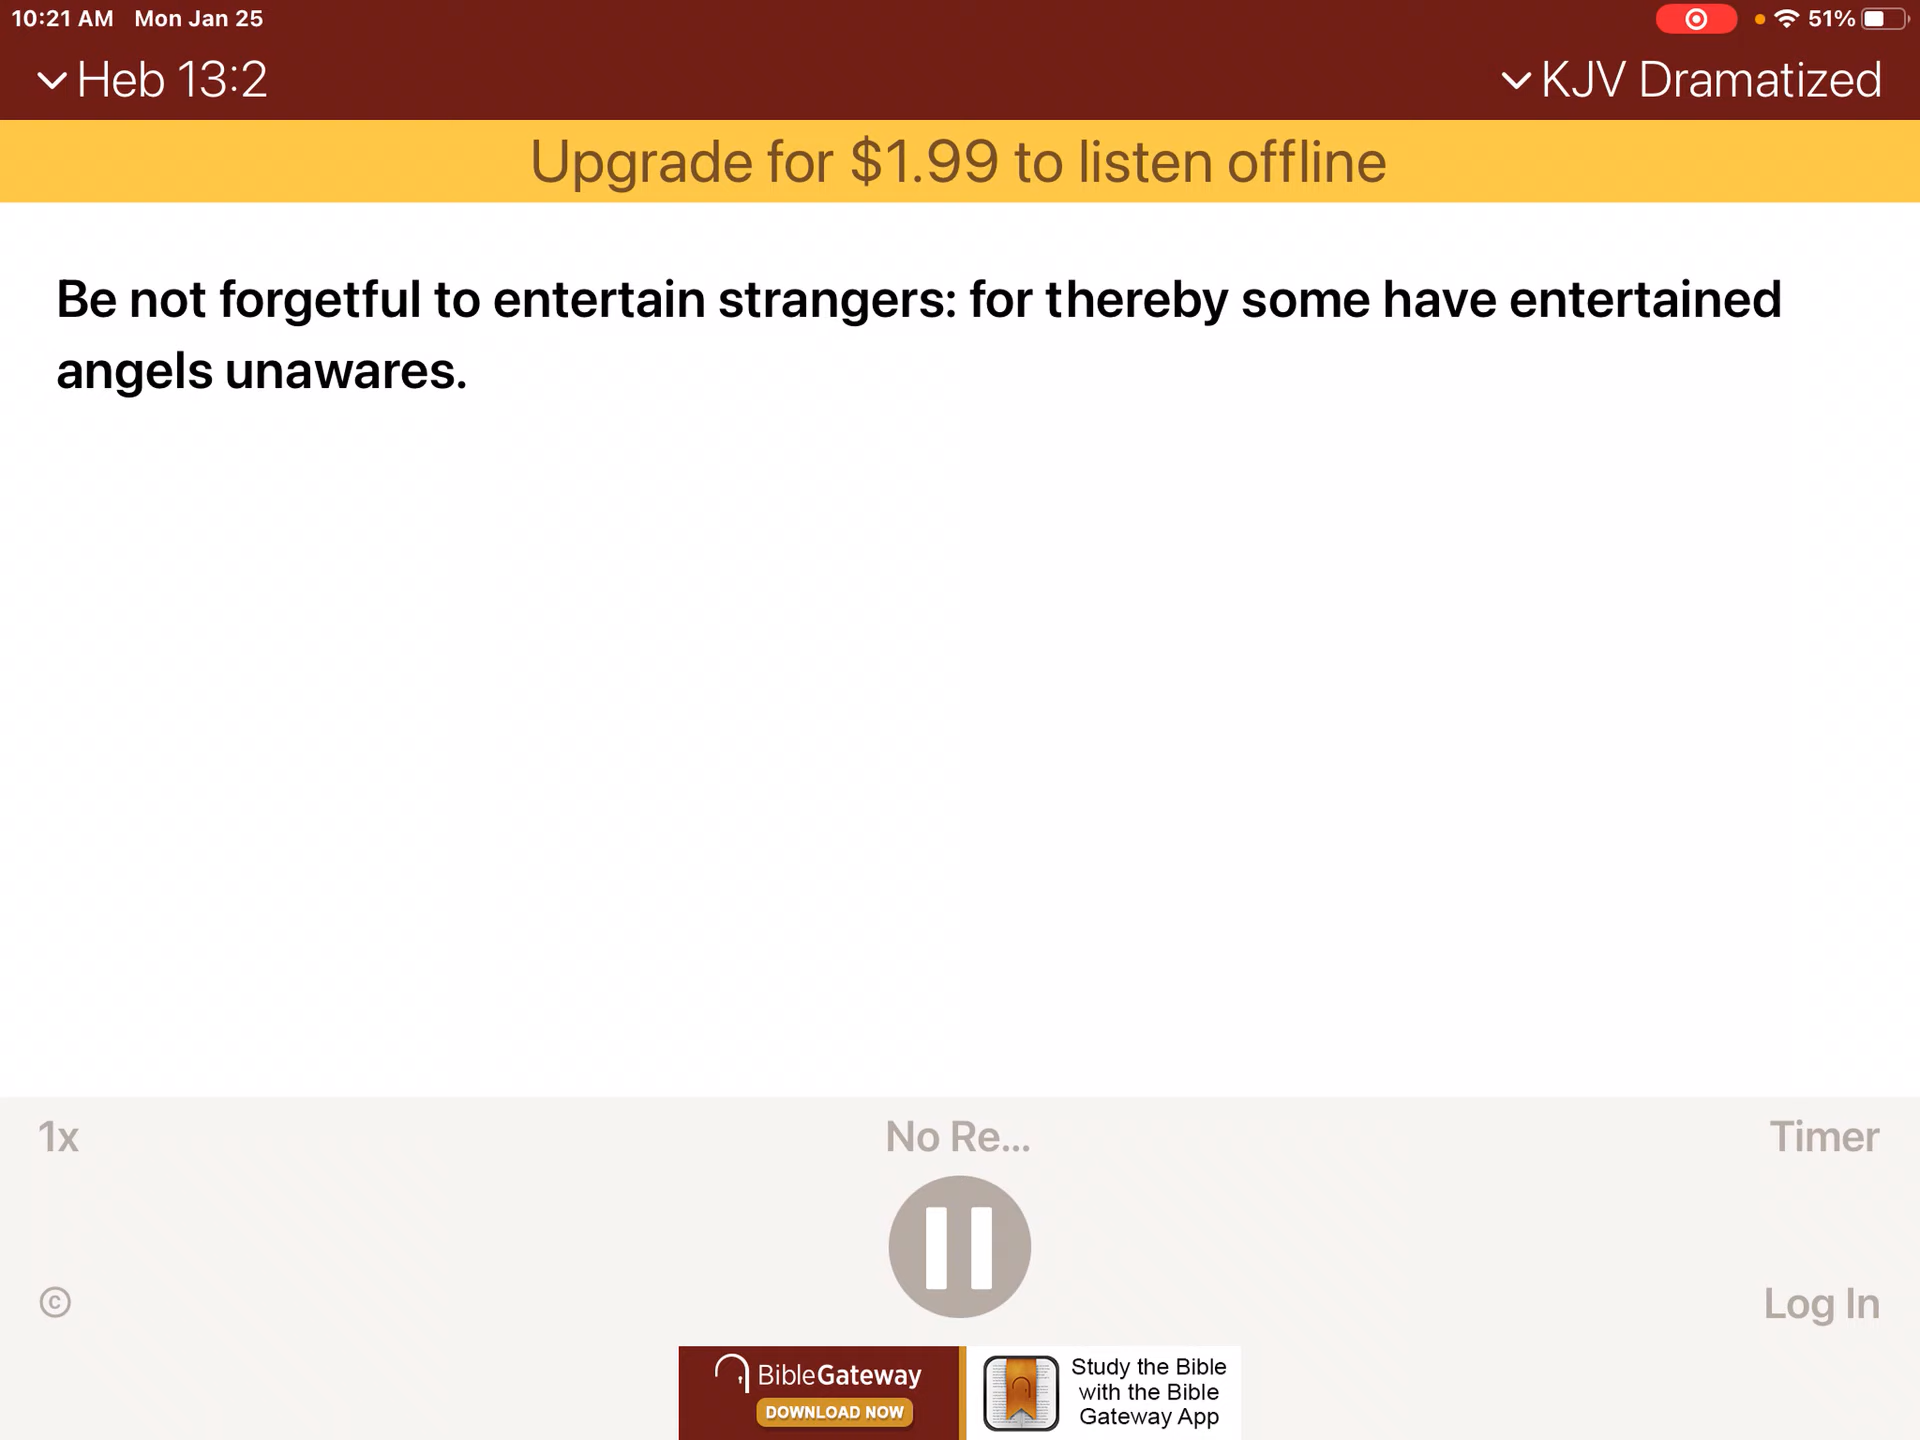 10:21 AM Mon Jan 25
51%
Heb 13:2
KJV Dramatized
Upgrade for $1.99 to listen offline
Be not forgetful to entertain strangers: for thereby some have entertained
angels unawares.
1x
No Re...
Timer
©
Log In
BibleGateway
DOWNLOAD NOW
Study the Bible
with the Bible
Gateway App